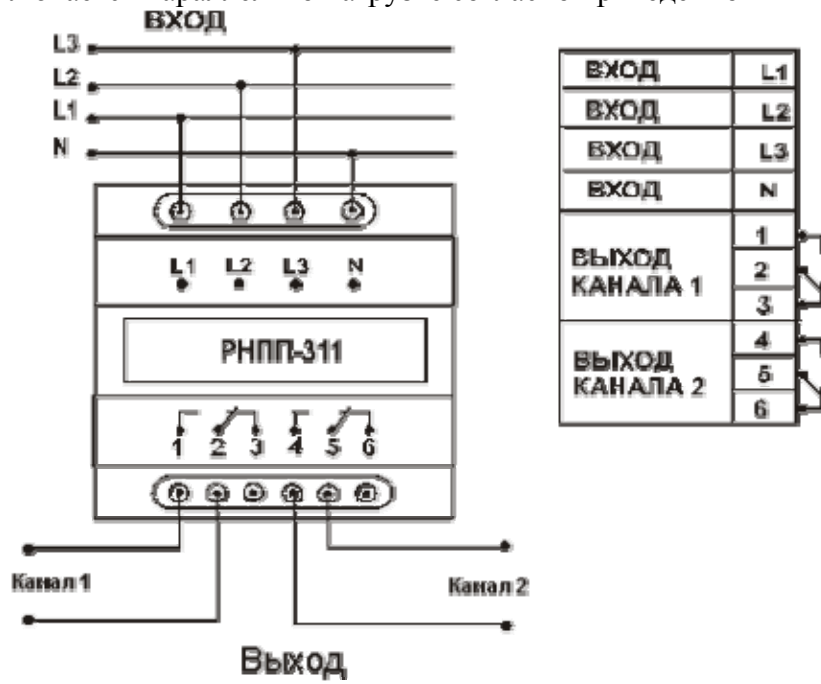 ВХОД
L3
L2
L1
N
L1 L2 L3 N
РНПП-311
1 2 3 4 5 6
Канал 1
Канал 2
Выход
ВХОД L1
ВХОД L2
ВХОД L3
ВХОД N
ВЫХОД КАНАЛА 1
1
2
3
ВЫХОД КАНАЛА 2
4
5
6